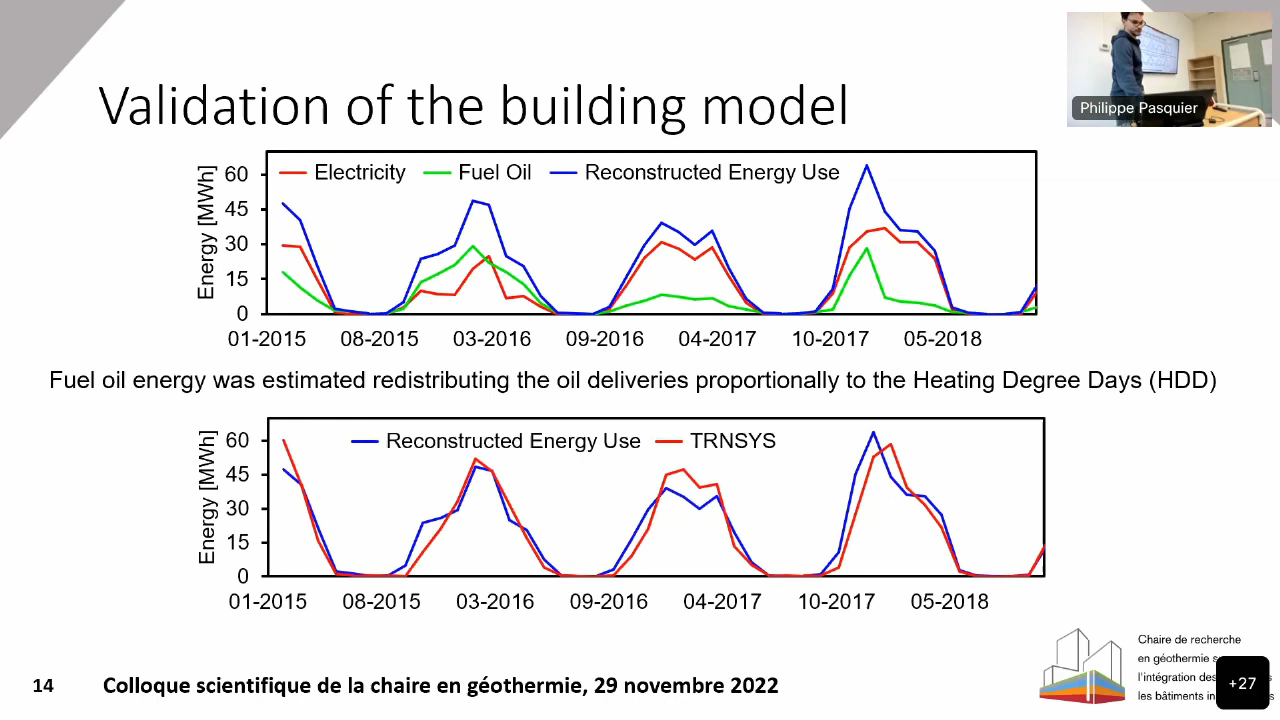 Philippe Pasquier
Validation of the building model
Energy [MWh]
60
45
30
15
0
Electricity Fuel Oil Reconstructed Energy Use
01-2015 08-2015 03-2016 09-2016 04-2017 10-2017 05-2018
Fuel oil energy was estimated redistributing the oil deliveries proportionally to the Heating Degree Days (HDD)
Energy [MWh]
60
45
30
15
0
Reconstructed Energy Use TRNSYS
01-2015 08-2015 03-2016 09-2016 04-2017 10-2017 05-2018
Chaire de recherche
en géothermie
l'intégration des
les bâtiments
+27
14 Colloque scientifique de la chaire en géothermie, 29 novembre 2022